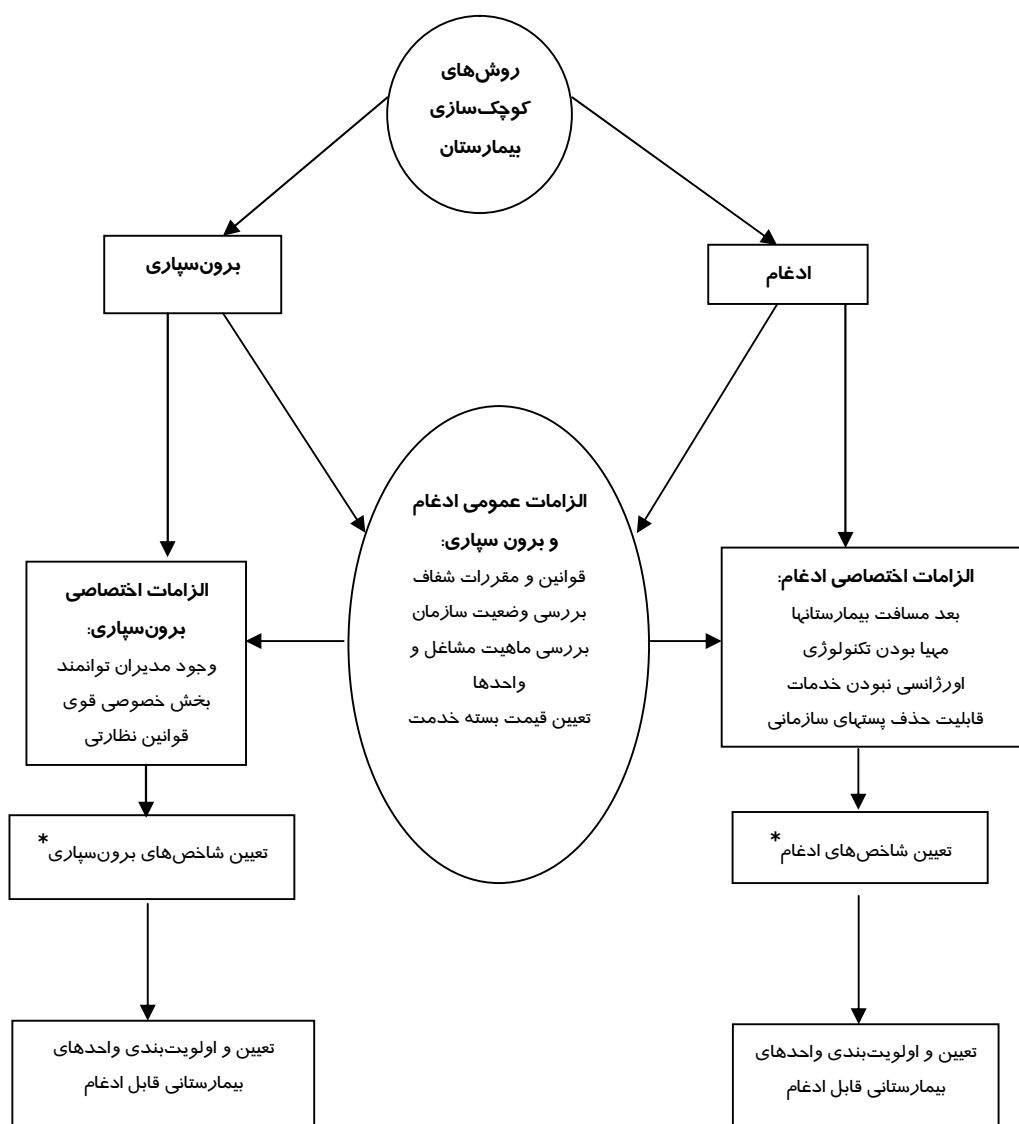 روش‌های
کوچک‌سازی
بیمارستان
ادغام
برون‌سپاری
الزامات عمومی ادغام
و برون سپاری:
قوانین و مقررات شفاف
بررسی وضعیت سازمان
بررسی ماهیت مشاغل و
واحدها
تعیین قیمت بسته خدمت
الزامات اختصاصی ادغام:
بعد مسافت بیمارستانها
مهیا بودن تکنولوژی
اورژانسی نبودن خدمات
قابلیت حذف پستهای سازمانی
الزامات اختصاصی
برون‌سپاری:
وجود مدیران توانمند
بخش خصوصی قوی
قوانین نظارتی
تعیین شاخص‌های ادغام*
تعیین شاخص‌های برون‌سپاری*
تعیین و اولویت‌بندی واحدهای
بیمارستانی قابل ادغام
تعیین و اولویت‌بندی واحدهای
بیمارستانی قابل ادغام